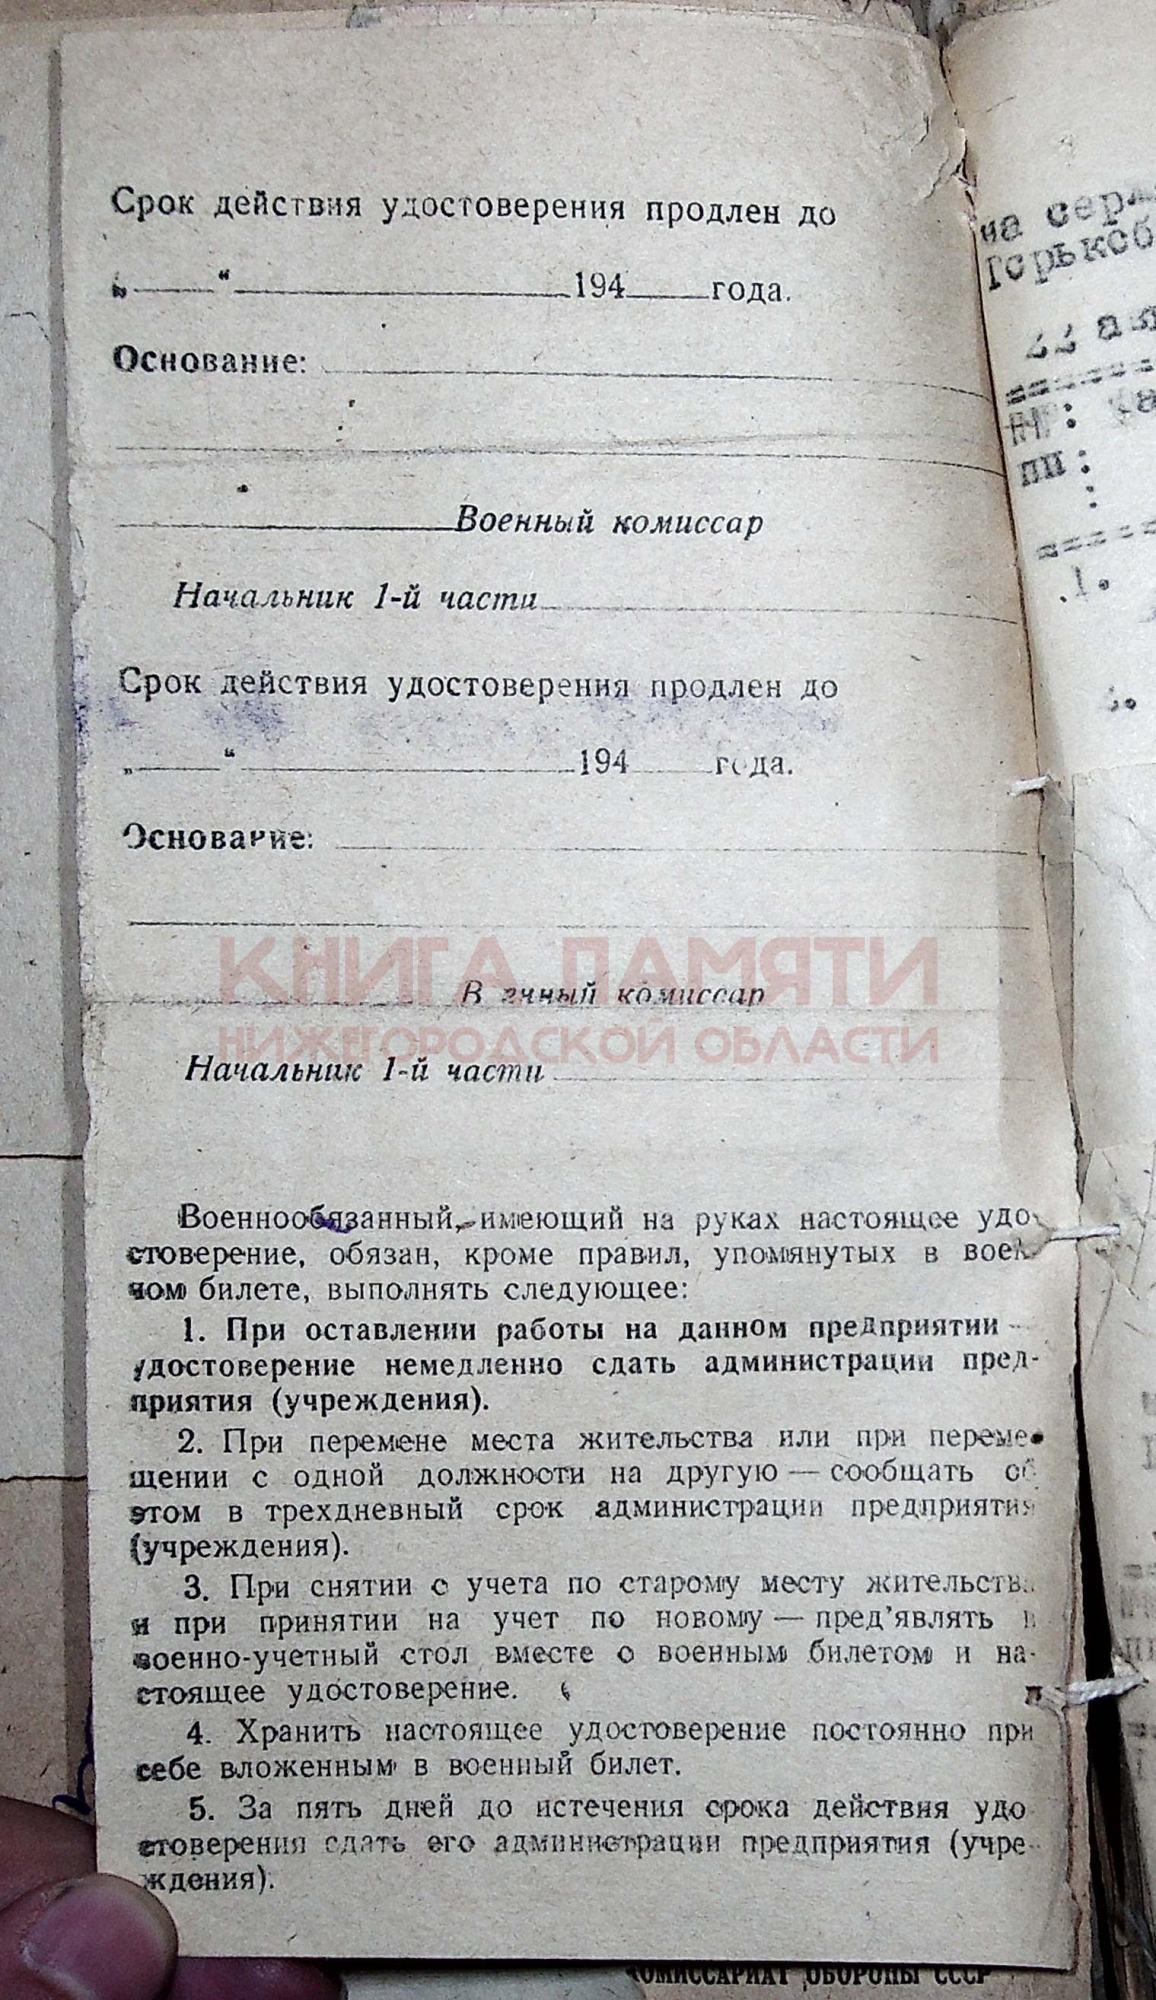 Срок действия удостоверения продлен до
„ “ 194 года.
Основание:
Военный комиссар
Начальник 1-й части
Срок действия удостоверения продлен до
„ “ 194 года.
Основание:
Военный комиссар
КНИГА ПАМЯТИ
НИЖЕГОРОДСКОЙ ОБЛАСТИ
Начальник 1-й части
Военнообязанный, имеющий на руках настоящее удо-
стоверение, обязан, кроме правил, упомянутых в воен-
ном билете, выполнять следующее:
1. При оставлении работы на данном предприятии —
удостоверение немедленно сдать администрации пред-
приятия (учреждения).
2. При перемене места жительства или при переме-
щении с одной должности на другую — сообщать об
этом в трехдневный срок администрации предприятия
(учреждения).
3. При снятии с учета по старому месту жительства
и при принятии на учет по новому — пред’являть в
военно-учетный стол вместе с военным билетом и на-
стоящее удостоверение.
4. Хранить настоящее удостоверение постоянно при
себе вложенным в военный билет.
5. За пять дней до истечения срока действия удо-
стоверения сдать его администрации предприятия (учре-
ждения).
КОМИССАРИАТ ОБОРОНЫ СССР
на
22
1.